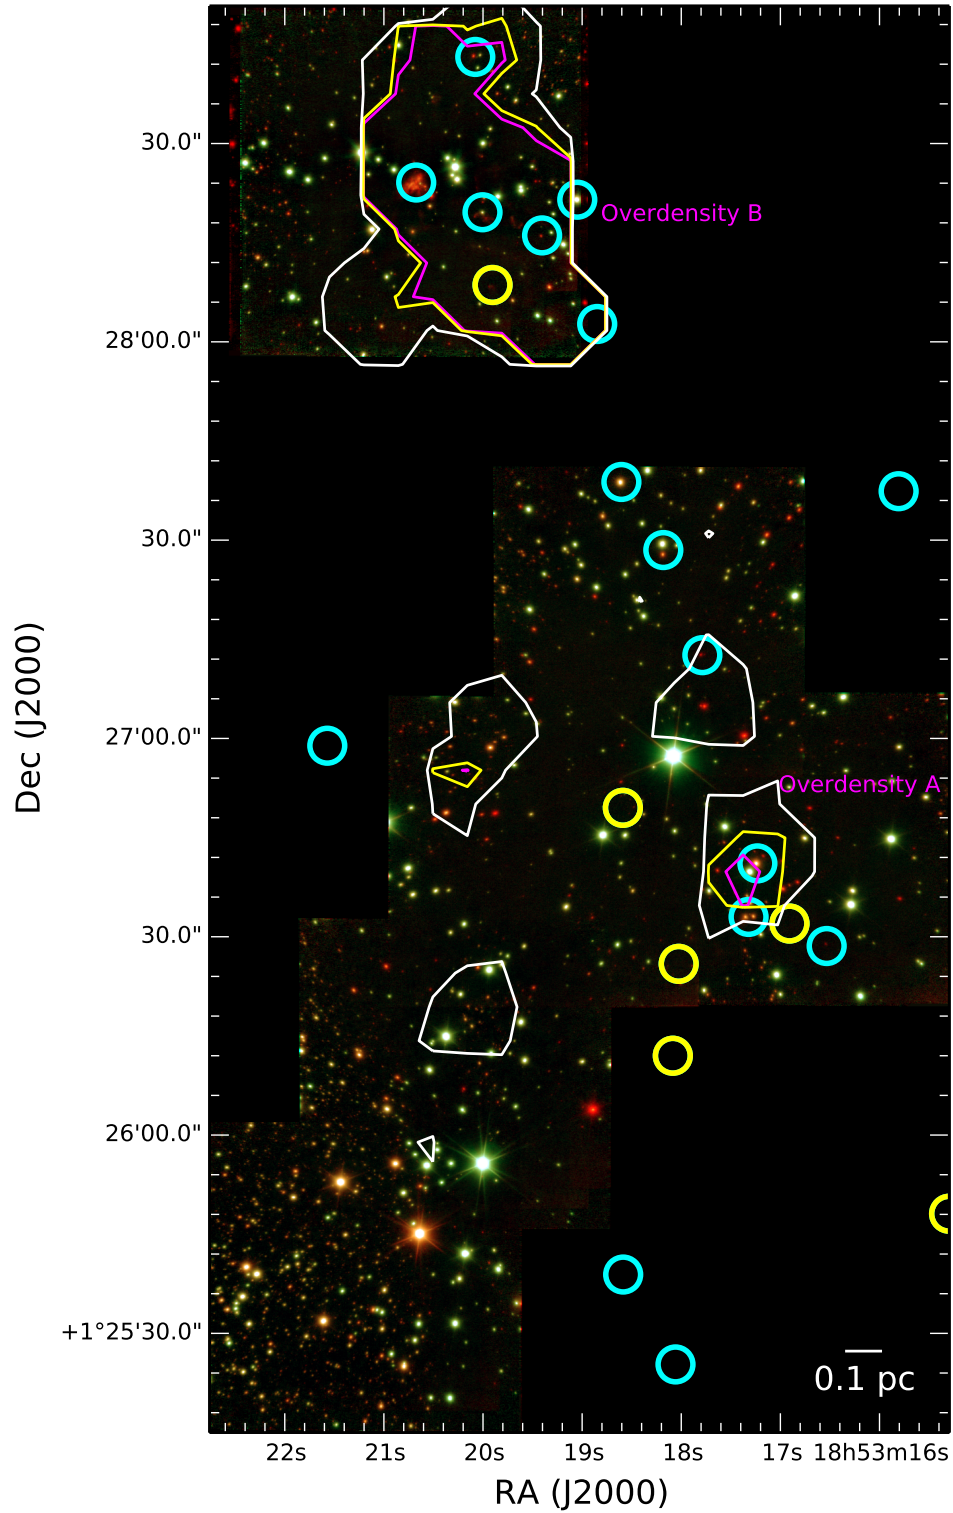 30.0"
Overdensity B
28'00.0"
30.0"
Dec (J2000)
27'00.0"
Overdensity A
30.0"
26'00.0"
+1°25'30.0"
0.1 pc
22s 21s 20s 19s 18s 17s 18h53m16s
RA (J2000)